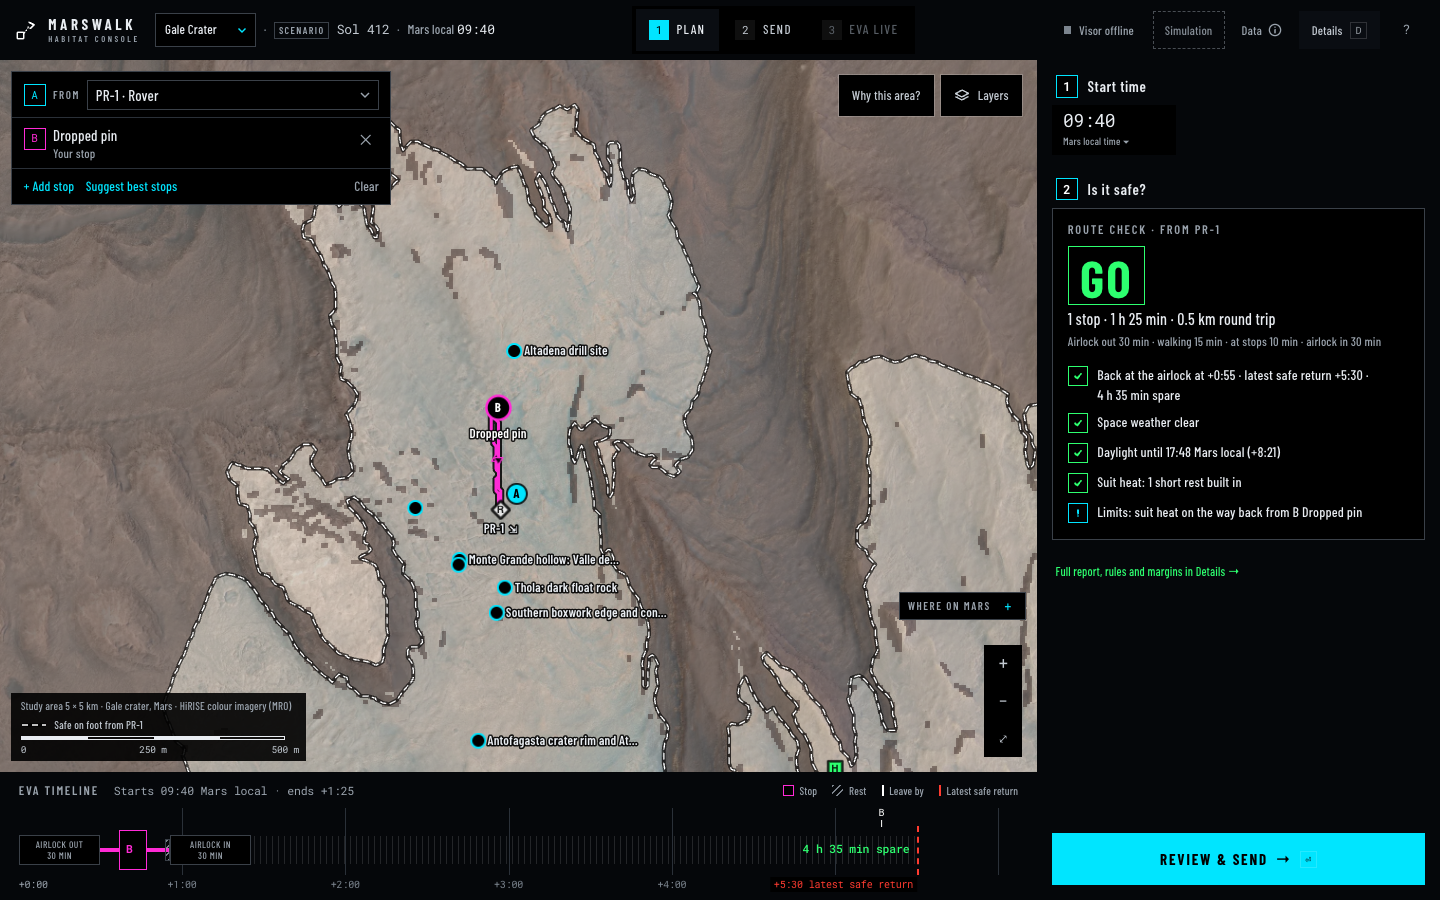 MARSWALK
HABITAT CONSOLE
Gale Crater
· SCENARIO Sol 412 · Mars local 09:40
1 PLAN
2 SEND
3 EVA LIVE
Visor offline
Simulation
Data
Details D
?
A FROM PR-1 · Rover
B Dropped pin
Your stop
+ Add stop Suggest best stops Clear
Why this area?
Layers
Altadena drill site
B
Dropped pin
A
PR-1
Monte Grande hollow: Valle de…
Thola: dark float rock
Southern boxwork edge and con…
Antofagasta crater rim and At…
H
WHERE ON MARS +
+
−
Study area 5 × 5 km · Gale crater, Mars · HiRISE colour imagery (MRO)
Safe on foot from PR-1
0 250 m 500 m
1 Start time
09:40
Mars local time
2 Is it safe?
ROUTE CHECK · FROM PR-1
GO
1 stop · 1 h 25 min · 0.5 km round trip
Airlock out 30 min · walking 15 min · at stops 10 min · airlock in 30 min
Back at the airlock at +0:55 · latest safe return +5:30 ·
4 h 35 min spare
Space weather clear
Daylight until 17:48 Mars local (+8:21)
Suit heat: 1 short rest built in
! Limits: suit heat on the way back from B Dropped pin
Full report, rules and margins in Details →
REVIEW & SEND → ⏎
EVA TIMELINE Starts 09:40 Mars local · ends +1:25
Stop Rest Leave by Latest safe return
B
AIRLOCK OUT
30 MIN
B
AIRLOCK IN
30 MIN
4 h 35 min spare
+0:00 +1:00 +2:00 +3:00 +4:00 +5:30 latest safe return